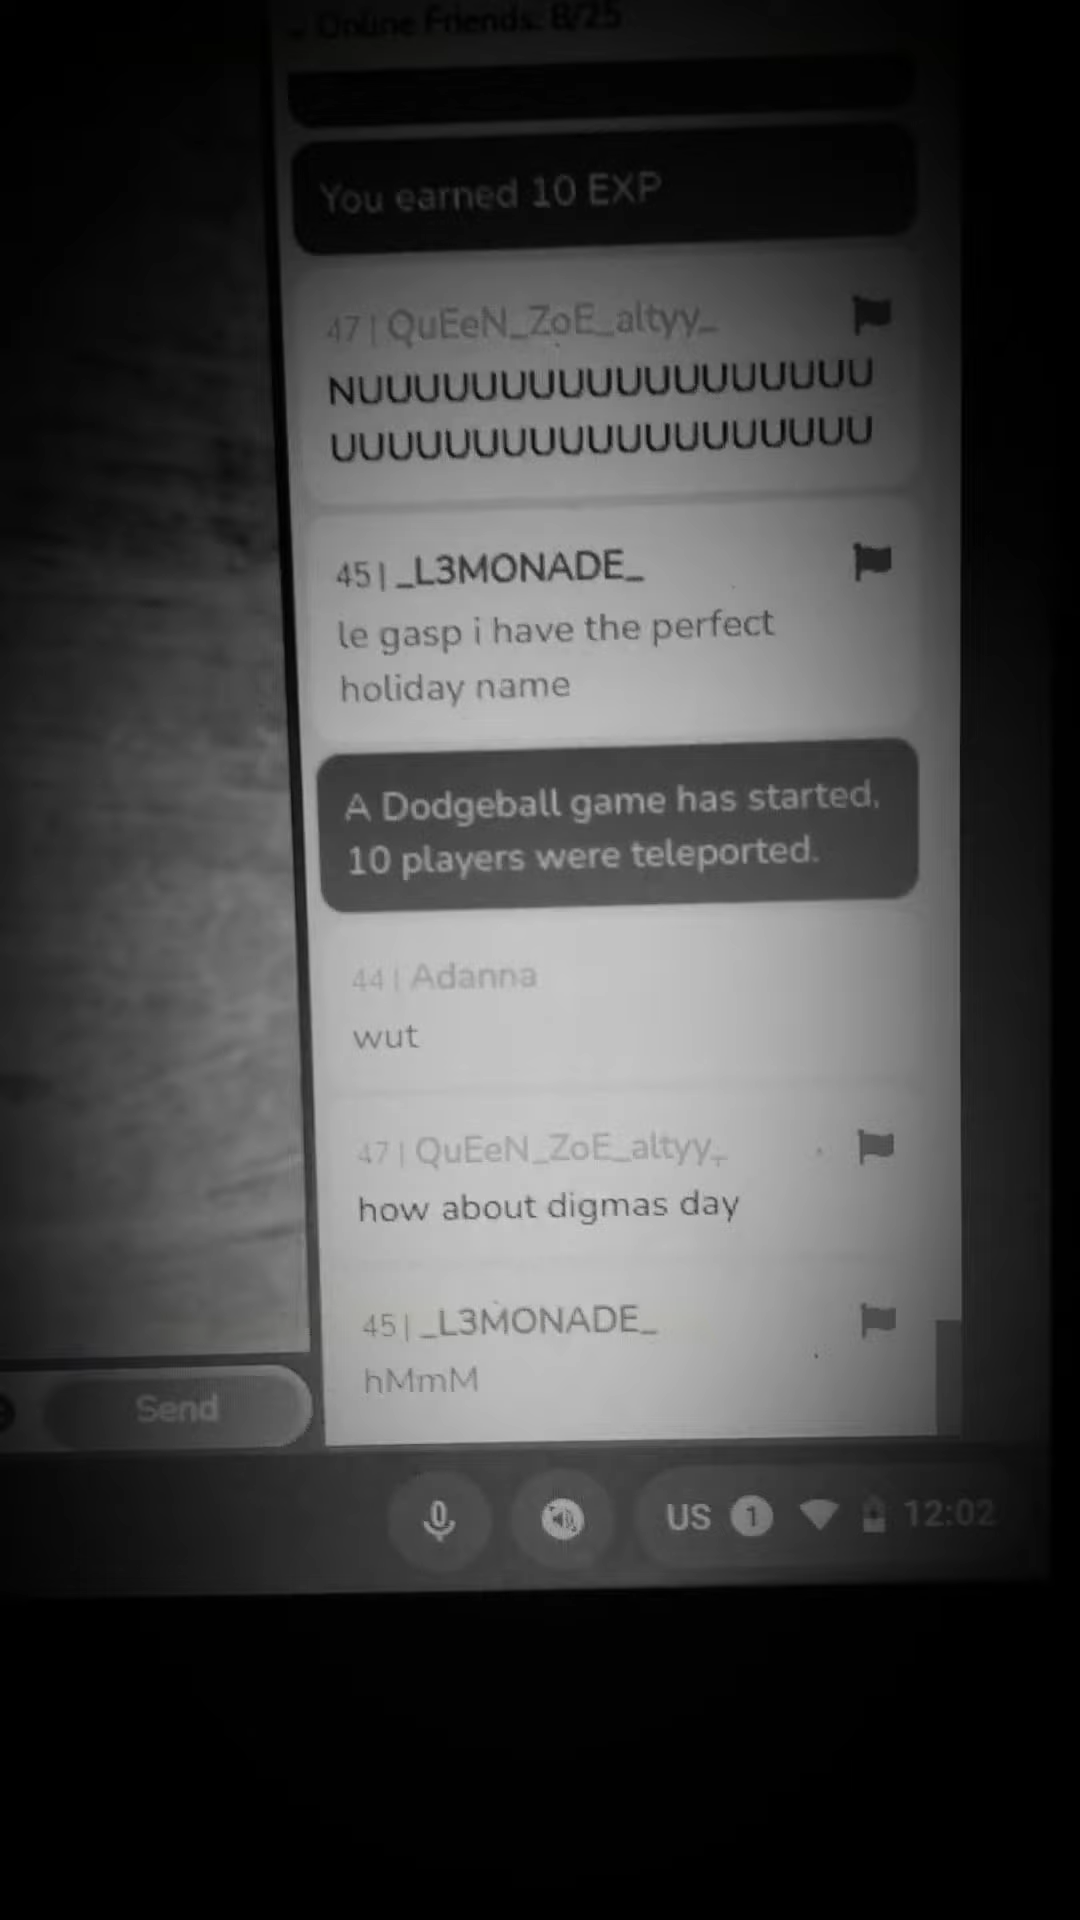 Online Friends: 8/25
You earned 10 EXP
47 | QuEeN_ZoE_altyy_
NUUUUUUUUUUUUUUUUUU
UUUUUUUUUUUUUUUUUUU
45 | _L3MONADE_
le gasp i have the perfect
holiday name
A Dodgeball game has started.
10 players were teleported.
44 | Adanna
wut
47 | QuEeN_ZoE_altyy_
how about digmas day
45 | _L3MONADE_
hMmM
Send
US 1 12:02